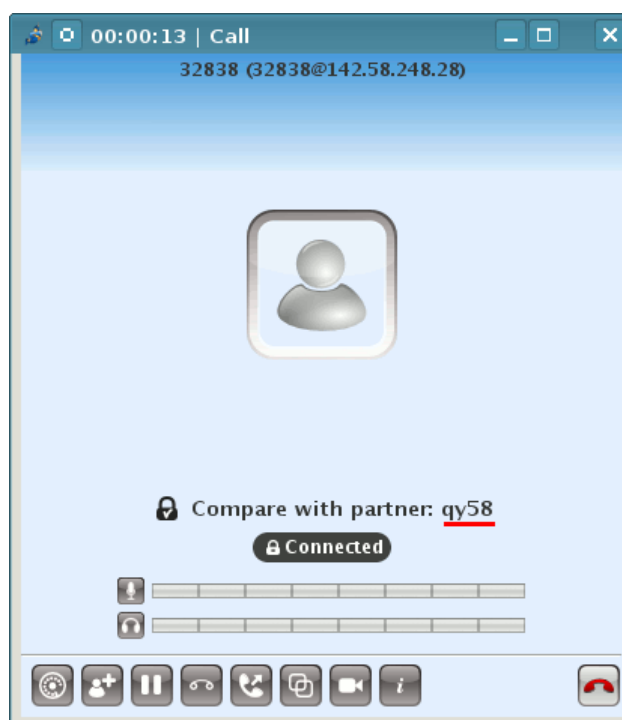 00:00:13 | Call
32838 (32838@142.58.248.28)
Compare with partner: qy58
Connected
i